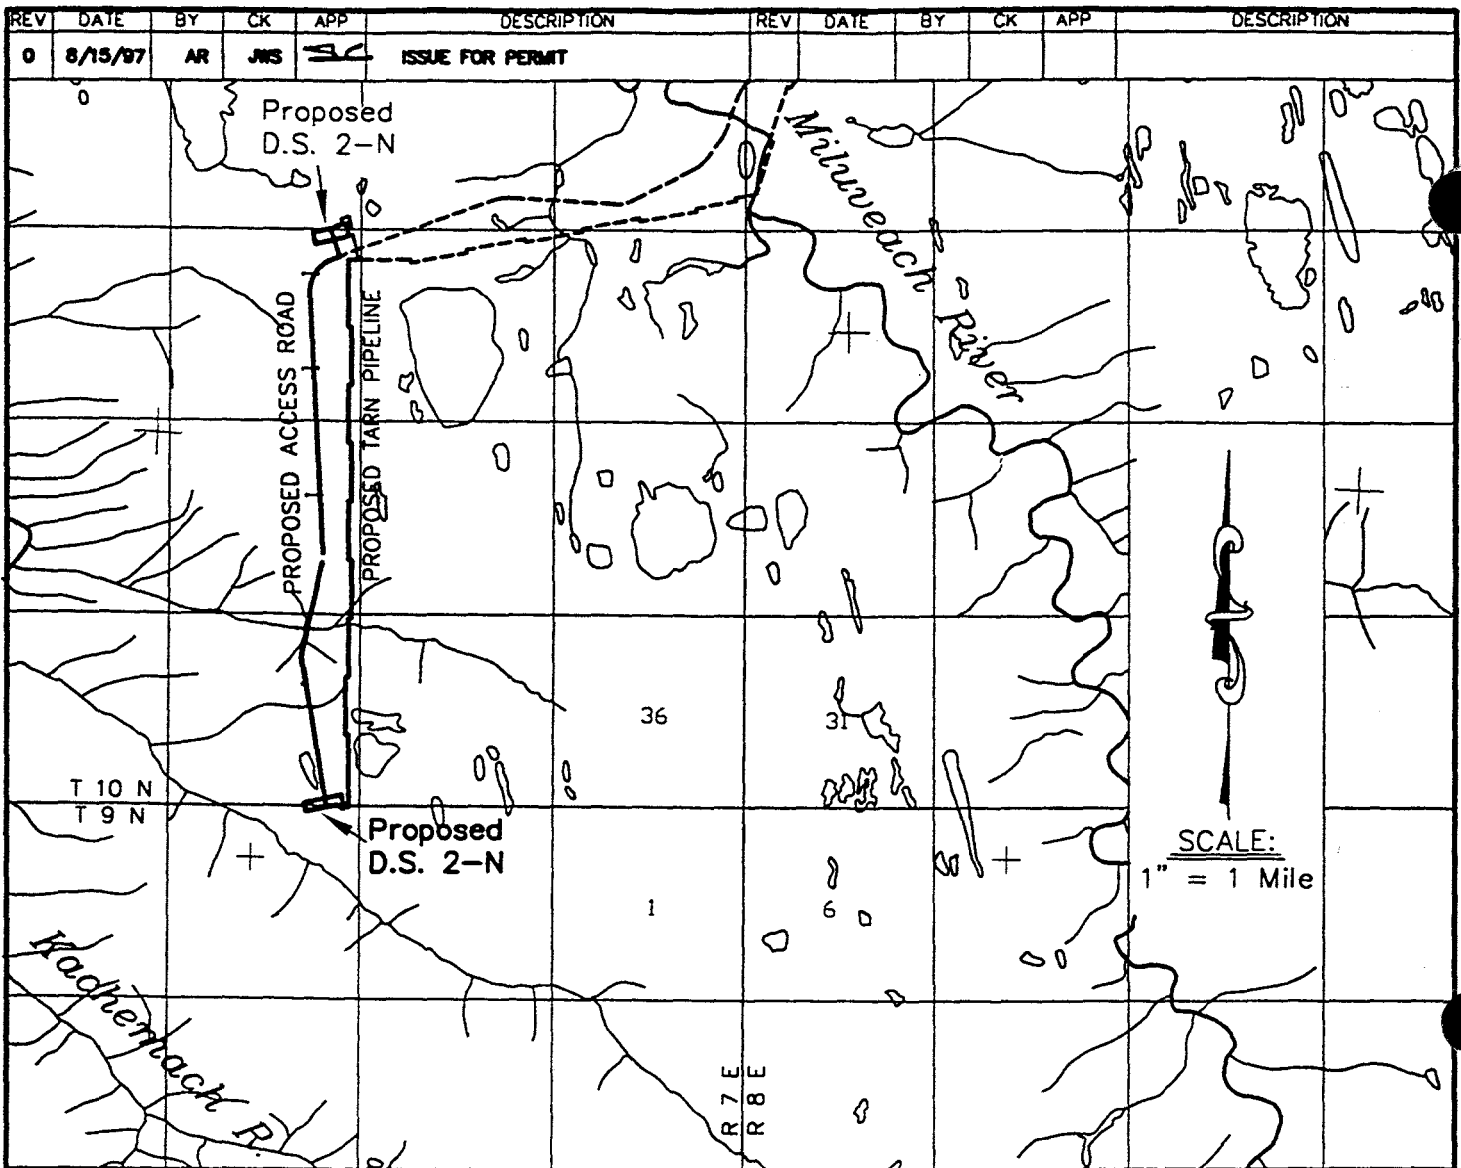 REV DATE BY CK APP DESCRIPTION REV DATE BY CK APP DESCRIPTION
0 8/15/97 AR JWS ISSUE FOR PERMIT
Proposed
D.S. 2-N
Miluveach River
PROPOSED ACCESS ROAD
PROPOSED TARN PIPELINE
36
31
T 10 N
T 9 N
Proposed
D.S. 2-N
SCALE:
1" = 1 Mile
1
6
Kachemach R.
R 7 E
R 8 E